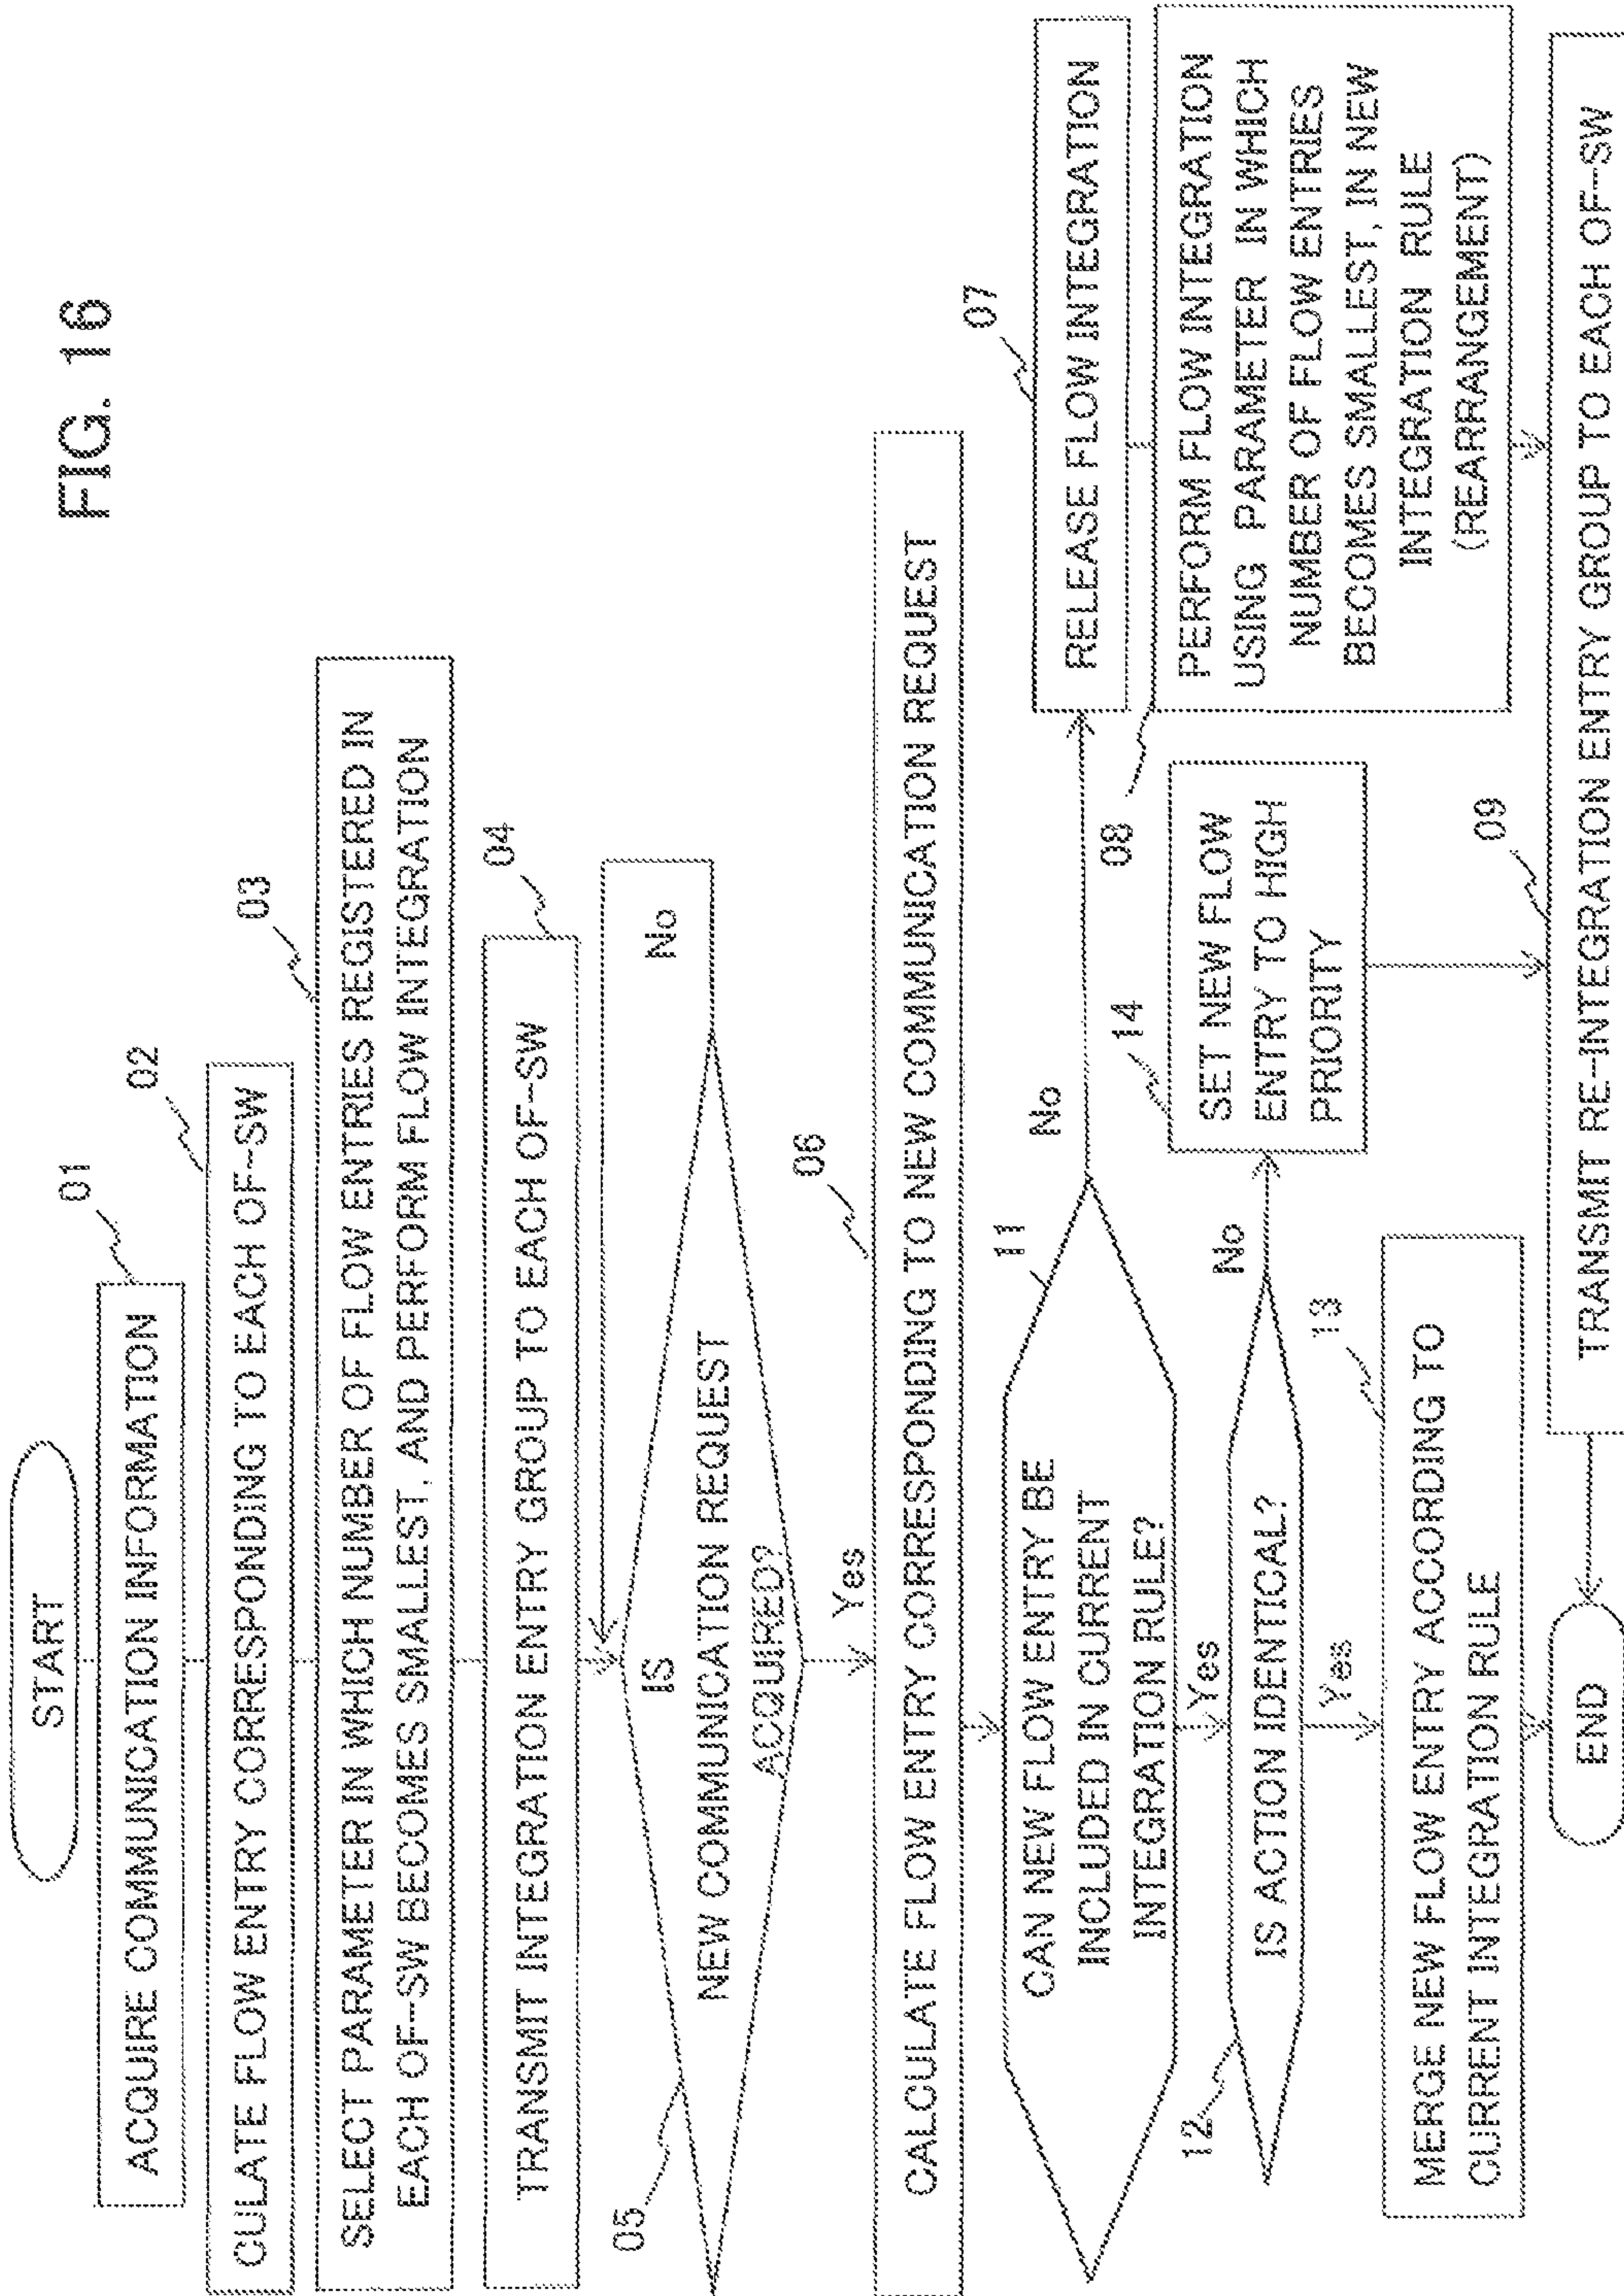 FIG. 16
START
01
ACQUIRE COMMUNICATION INFORMATION
02
CULATE FLOW ENTRY CORRESPONDING TO EACH OF-SW
03
SELECT PARAMETER IN WHICH NUMBER OF FLOW ENTRIES REGISTERED IN
EACH OF-SW BECOMES SMALLEST, AND PERFORM FLOW INTEGRATION
04
TRANSMIT INTEGRATION ENTRY GROUP TO EACH OF-SW
05
IS
NEW COMMUNICATION REQUEST
ACQUIRED?
No
Yes
06
CALCULATE FLOW ENTRY CORRESPONDING TO NEW COMMUNICATION REQUEST
11
CAN NEW FLOW ENTRY BE
INCLUDED IN CURRENT
INTEGRATION RULE?
No
Yes
07
RELEASE FLOW INTEGRATION
08
PERFORM FLOW INTEGRATION
USING PARAMETER IN WHICH
NUMBER OF FLOW ENTRIES
BECOMES SMALLEST, IN NEW
INTEGRATION RULE
(REARRANGEMENT)
12
IS ACTION IDENTICAL?
No
Yes
14
SET NEW FLOW
ENTRY TO HIGH
PRIORITY
13
MERGE NEW FLOW ENTRY ACCORDING TO
CURRENT INTEGRATION RULE
09
TRANSMIT RE-INTEGRATION ENTRY GROUP TO EACH OF-SW
END